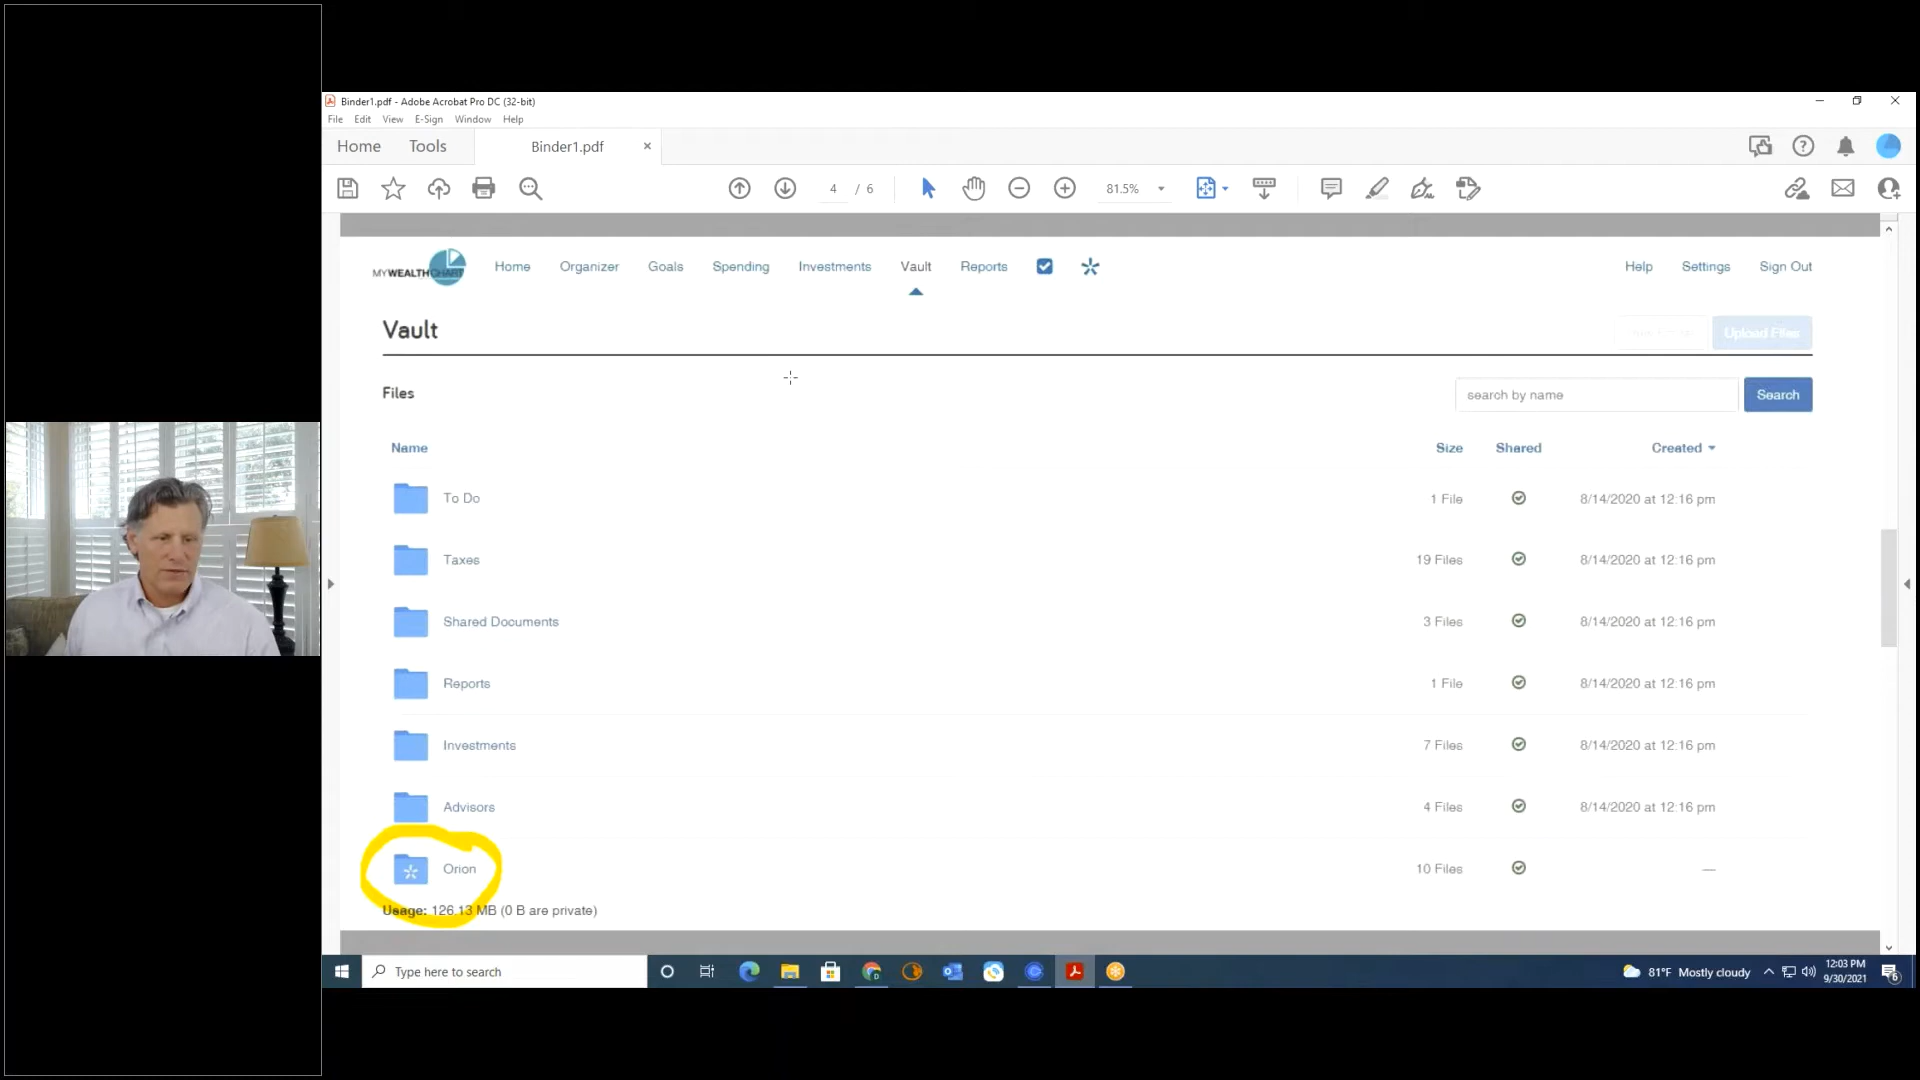 Binder1.pdf - Adobe Acrobat Pro DC (32-bit)
File Edit View E-Sign Window Help
Home Tools Binder1.pdf
4 / 6 81.5%
MYWEALTHCHART Home Organizer Goals Spending Investments Vault Reports Help Settings Sign Out
Vault Upload Files
Files search by name Search
Name Size Shared Created
To Do 1 File 8/14/2020 at 12:16 pm
Taxes 19 Files 8/14/2020 at 12:16 pm
Shared Documents 3 Files 8/14/2020 at 12:16 pm
Reports 1 File 8/14/2020 at 12:16 pm
Investments 7 Files 8/14/2020 at 12:16 pm
Advisors 4 Files 8/14/2020 at 12:16 pm
Orion 10 Files —
Usage: 126.13 MB (0 B are private)
Type here to search 81°F Mostly cloudy 12:03 PM
9/30/2021 6